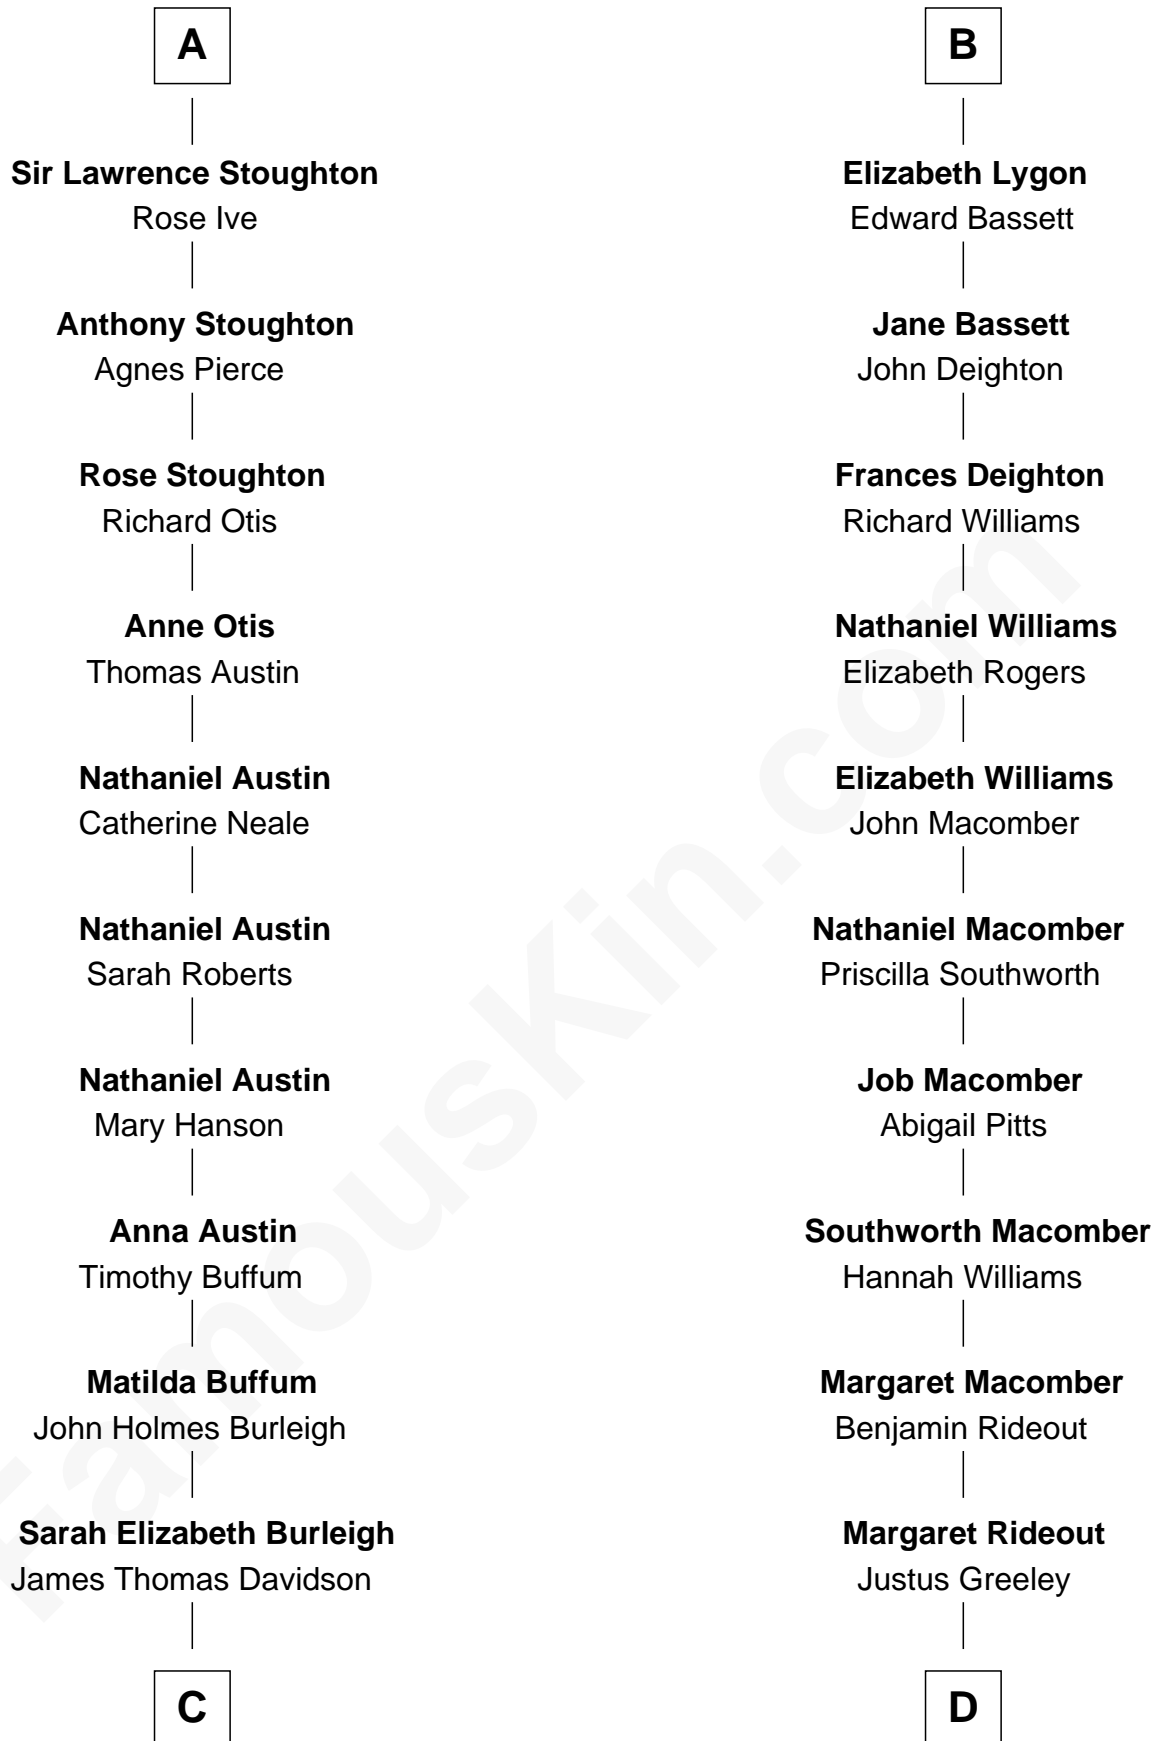 A
Sir Lawrence Stoughton
Rose Ive
Anthony Stoughton
Agnes Pierce
Rose Stoughton
Richard Otis
Anne Otis
Thomas Austin
Nathaniel Austin
Catherine Neale
Nathaniel Austin
Sarah Roberts
Nathaniel Austin
Mary Hanson
Anna Austin
Timothy Buffum
Matilda Buffum
John Holmes Burleigh
Sarah Elizabeth Burleigh
James Thomas Davidson
C
B
Elizabeth Lygon
Edward Bassett
Jane Bassett
John Deighton
Frances Deighton
Richard Williams
Nathaniel Williams
Elizabeth Rogers
Elizabeth Williams
John Macomber
Nathaniel Macomber
Priscilla Southworth
Job Macomber
Abigail Pitts
Southworth Macomber
Hannah Williams
Margaret Macomber
Benjamin Rideout
Margaret Rideout
Justus Greeley
D
FamousKin.com